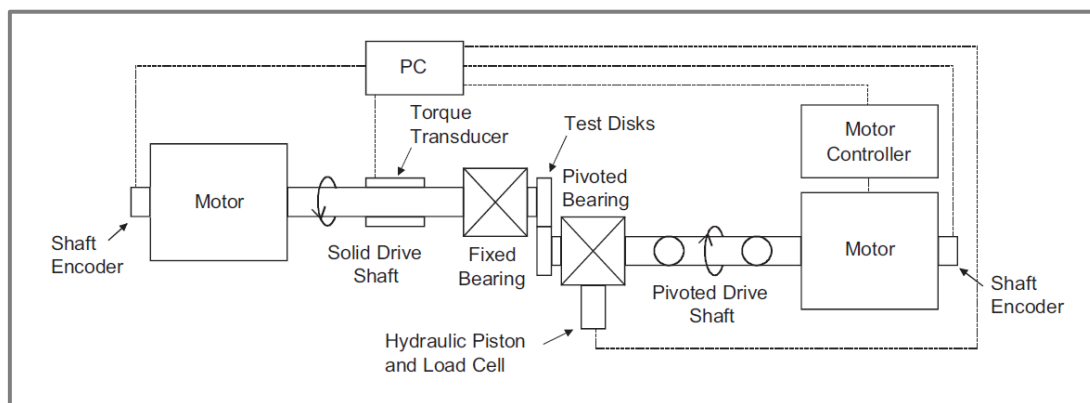 PC
Torque
Transducer
Test Disks
Motor
Controller
Pivoted
Bearing
Motor
Motor
Shaft
Encoder
Solid Drive
Shaft
Fixed
Bearing
Pivoted Drive
Shaft
Shaft
Encoder
Hydraulic Piston
and Load Cell